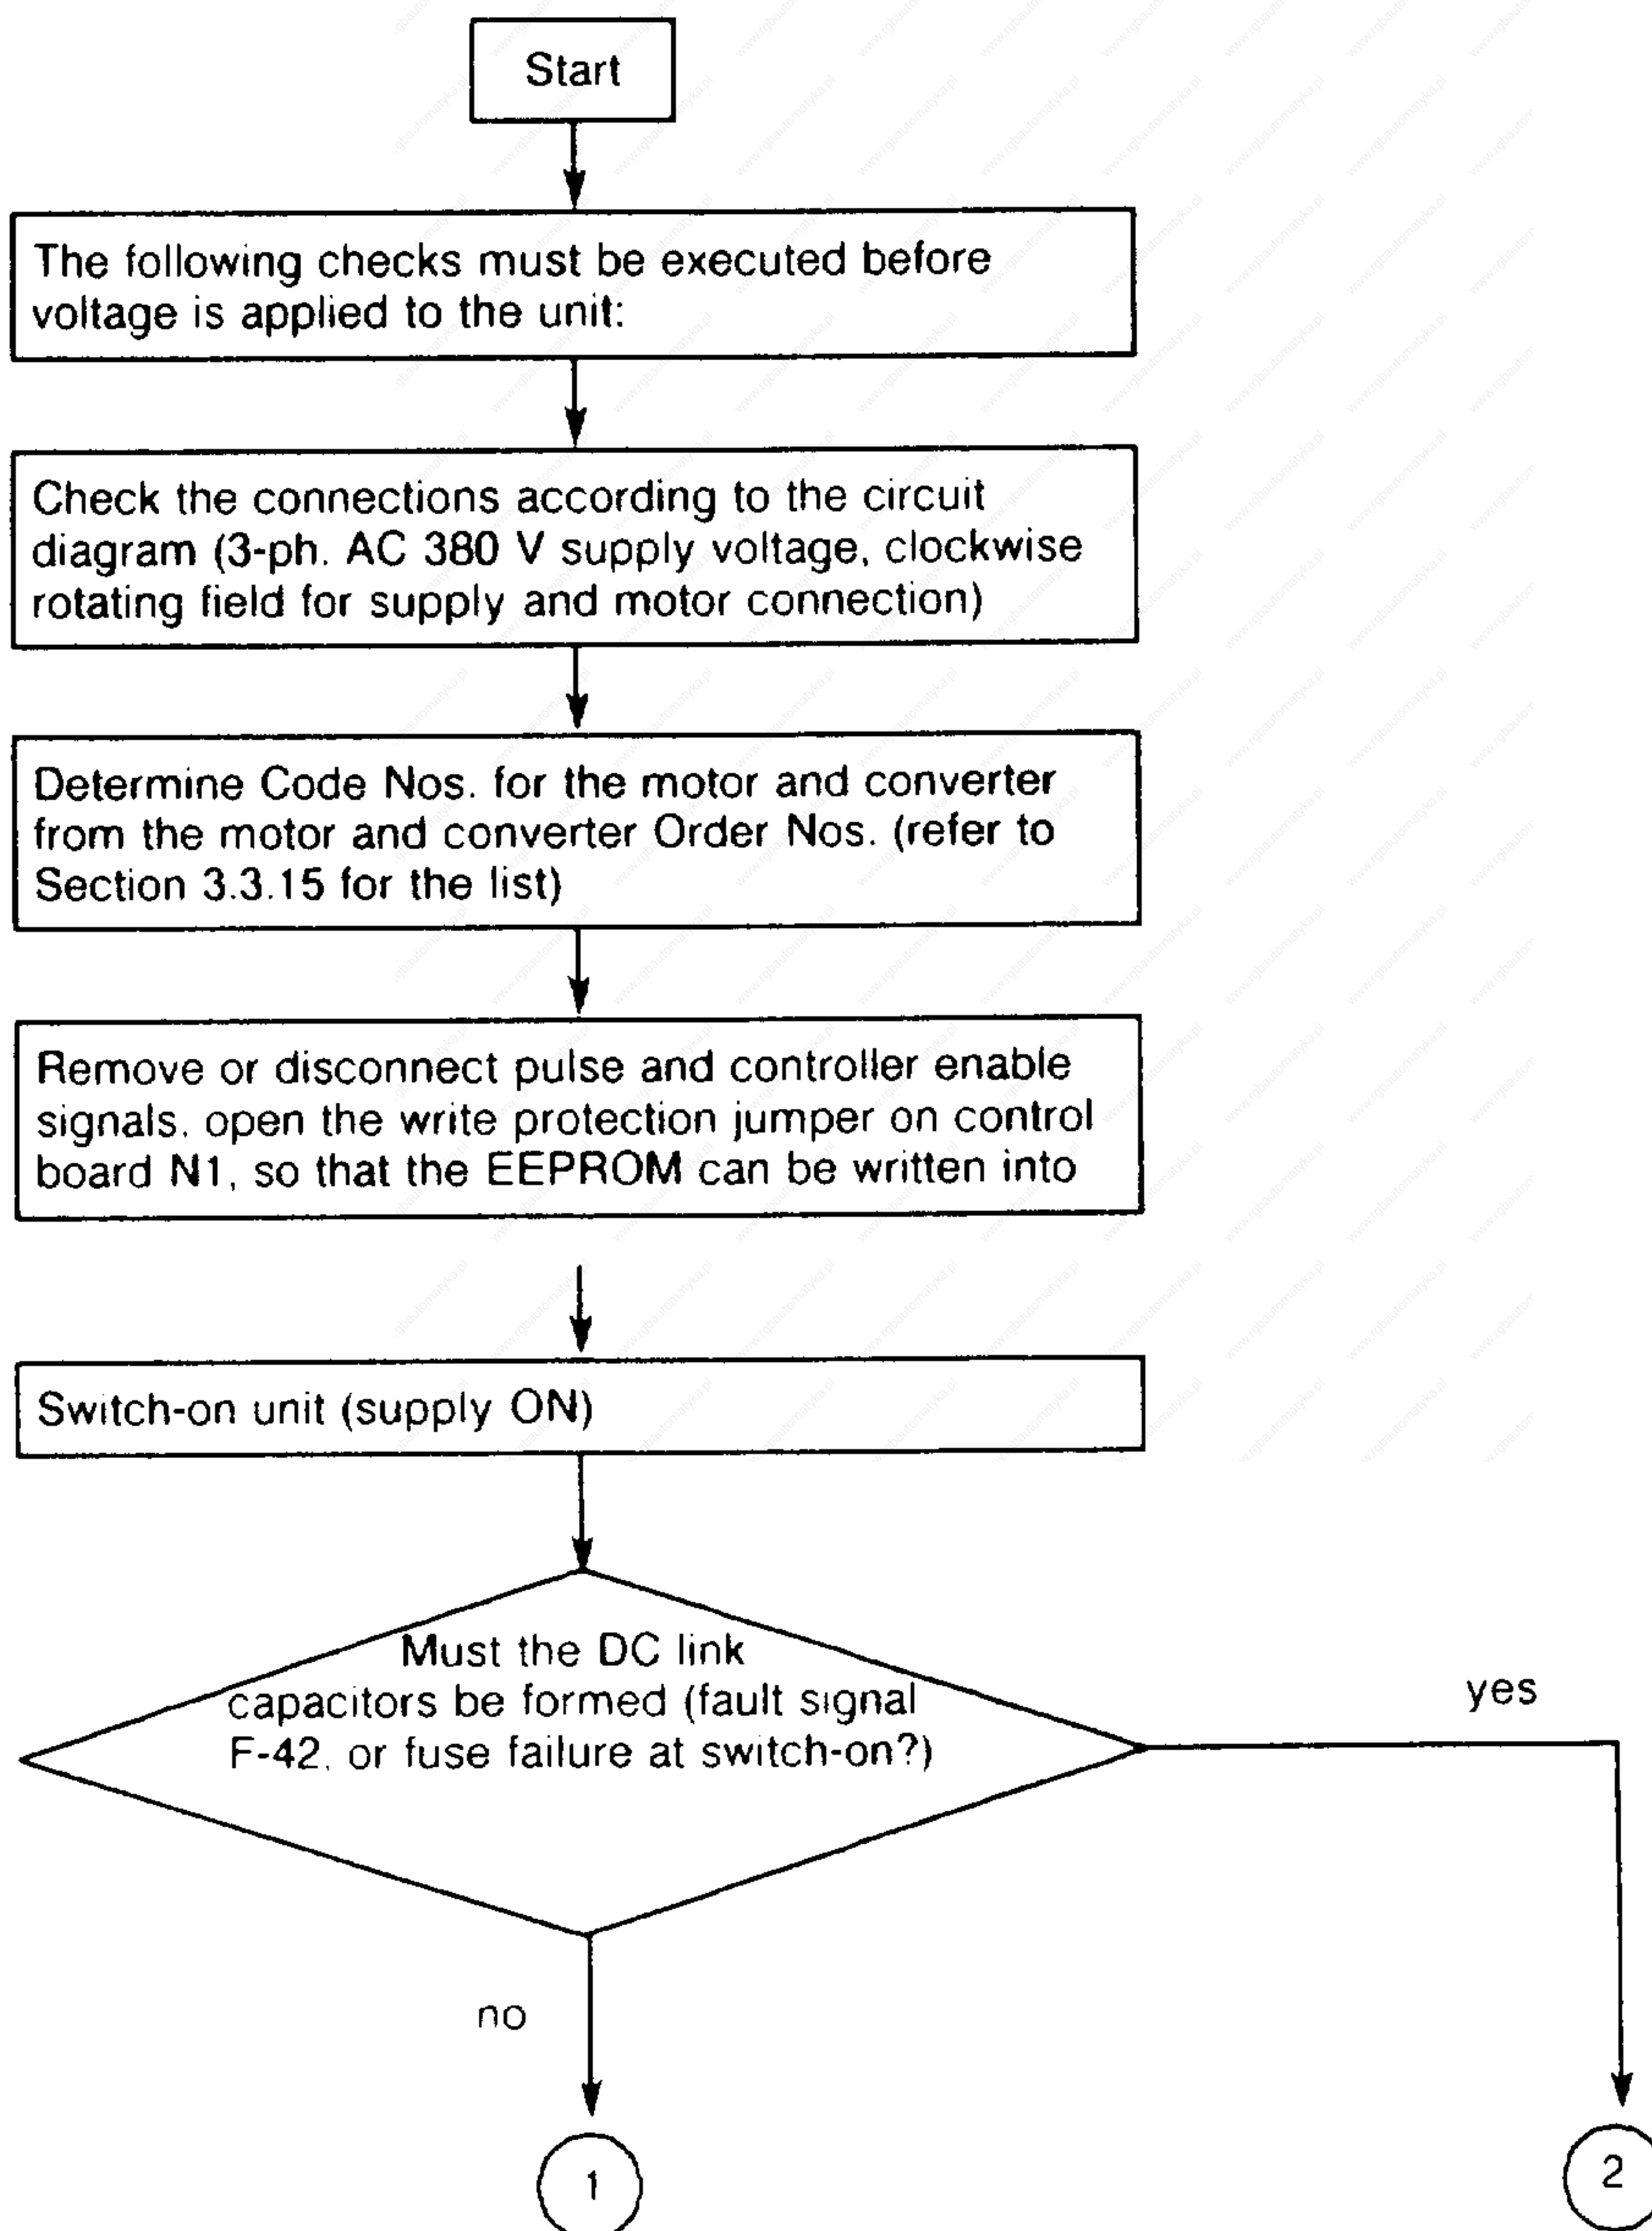 Start
The following checks must be executed before
voltage is applied to the unit:
Check the connections according to the circuit
diagram (3-ph. AC 380 V supply voltage, clockwise
rotating field for supply and motor connection)
Determine Code Nos. for the motor and converter
from the motor and converter Order Nos. (refer to
Section 3.3.15 for the list)
Remove or disconnect pulse and controller enable
signals, open the write protection jumper on control
board N1, so that the EEPROM can be written into
Switch-on unit (supply ON)
Must the DC link
capacitors be formed (fault signal
F-42, or fuse failure at switch-on?)
yes
no
1
2
www.rgbautomatyka.pl